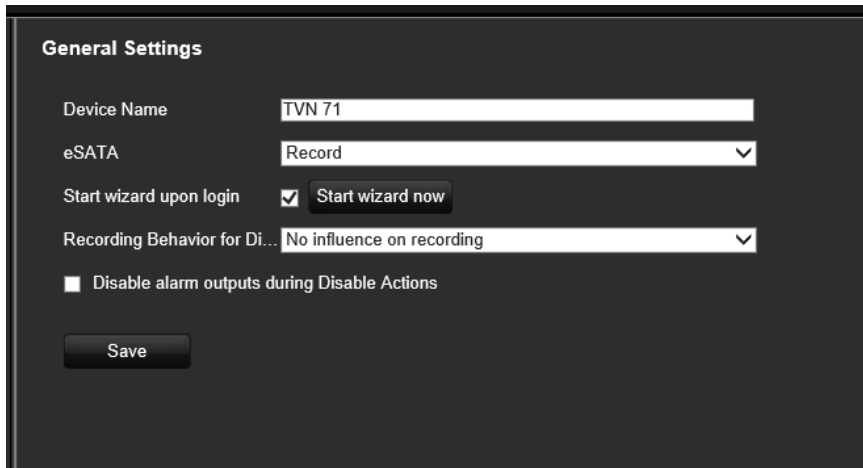 General Settings
Device Name TVN 71
eSATA Record
Start wizard upon login Start wizard now
Recording Behavior for Di... No influence on recording
Disable alarm outputs during Disable Actions
Save